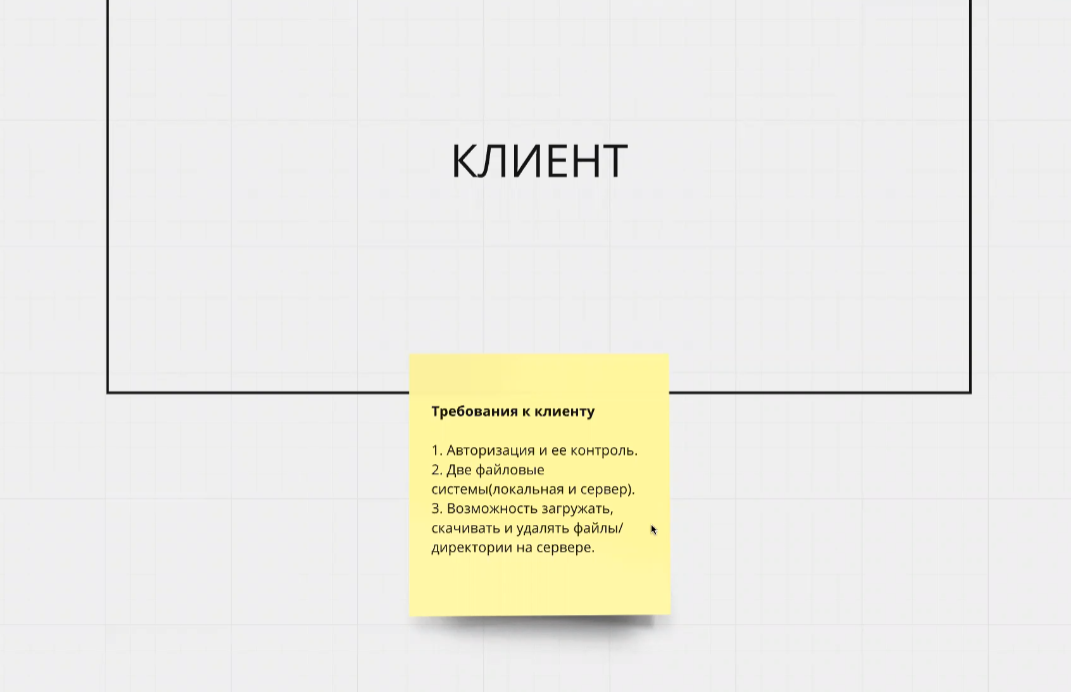 КЛИЕНТ
Требования к клиенту
1. Авторизация и ее контроль.
2. Две файловые
системы(локальная и сервер).
3. Возможность загружать,
скачивать и удалять файлы/
директории на сервере.